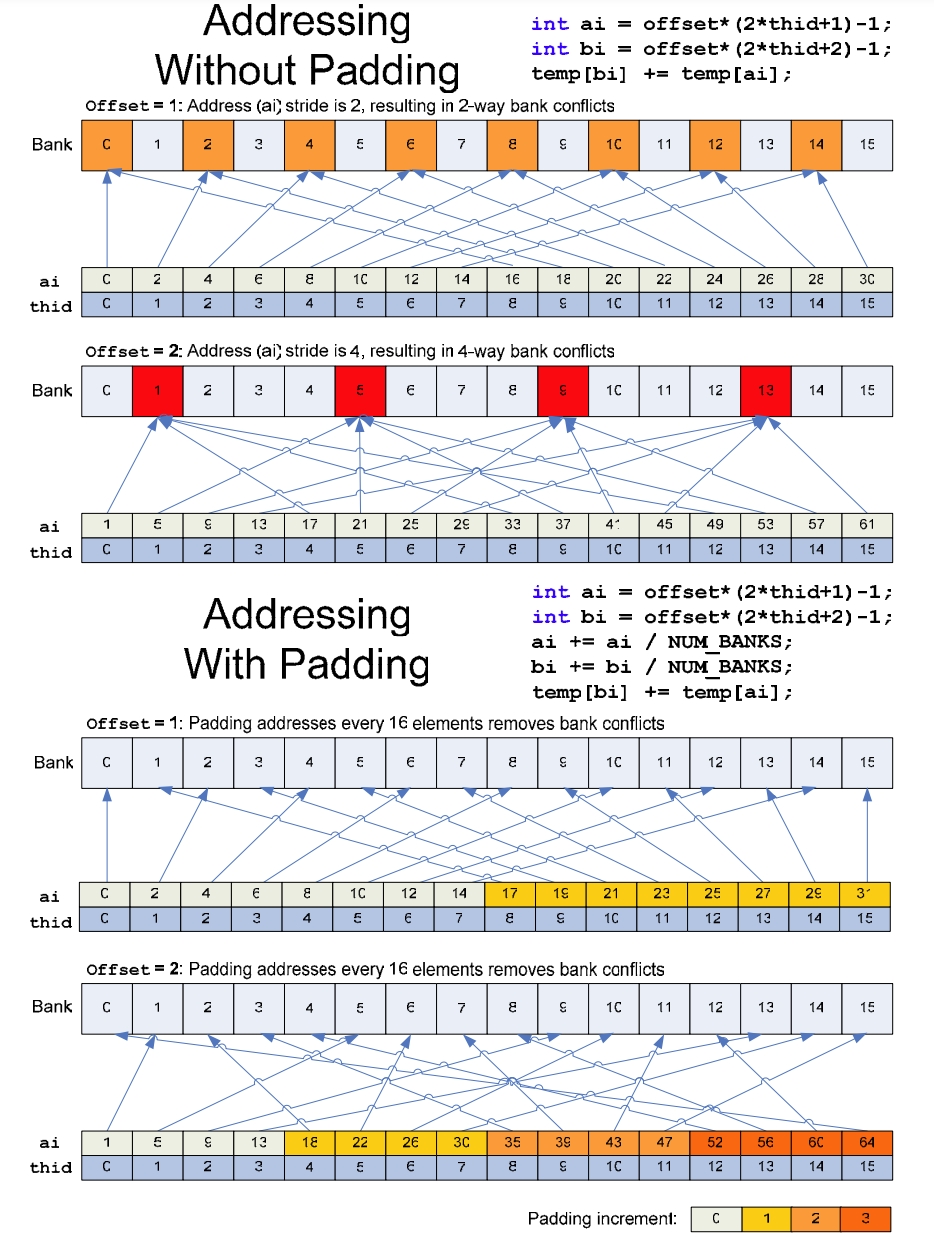 Addressing
Without Padding
int ai = offset*(2*thid+1)-1;
int bi = offset*(2*thid+2)-1;
temp[bi] += temp[ai];
Offset = 1: Address (ai) stride is 2, resulting in 2-way bank conflicts
Bank 0 1 2 3 4 5 6 7 8 9 10 11 12 13 14 15
ai 0 2 4 6 8 10 12 14 16 18 20 22 24 26 28 30
thid 0 1 2 3 4 5 6 7 8 9 10 11 12 13 14 15
Offset = 2: Address (ai) stride is 4, resulting in 4-way bank conflicts
Bank 0 1 2 3 4 5 6 7 8 9 10 11 12 13 14 15
ai 1 5 9 13 17 21 25 29 33 37 41 45 49 53 57 61
thid 0 1 2 3 4 5 6 7 8 9 10 11 12 13 14 15
Addressing
With Padding
int ai = offset*(2*thid+1)-1;
int bi = offset*(2*thid+2)-1;
ai += ai / NUM_BANKS;
bi += bi / NUM_BANKS;
temp[bi] += temp[ai];
Offset = 1: Padding addresses every 16 elements removes bank conflicts
Bank 0 1 2 3 4 5 6 7 8 9 10 11 12 13 14 15
ai 0 2 4 6 8 10 12 14 17 19 21 23 25 27 29 31
thid 0 1 2 3 4 5 6 7 8 9 10 11 12 13 14 15
Offset = 2: Padding addresses every 16 elements removes bank conflicts
Bank 0 1 2 3 4 5 6 7 8 9 10 11 12 13 14 15
ai 1 5 9 13 18 22 26 30 35 39 43 47 52 56 60 64
thid 0 1 2 3 4 5 6 7 8 9 10 11 12 13 14 15
Padding increment: 0 1 2 3